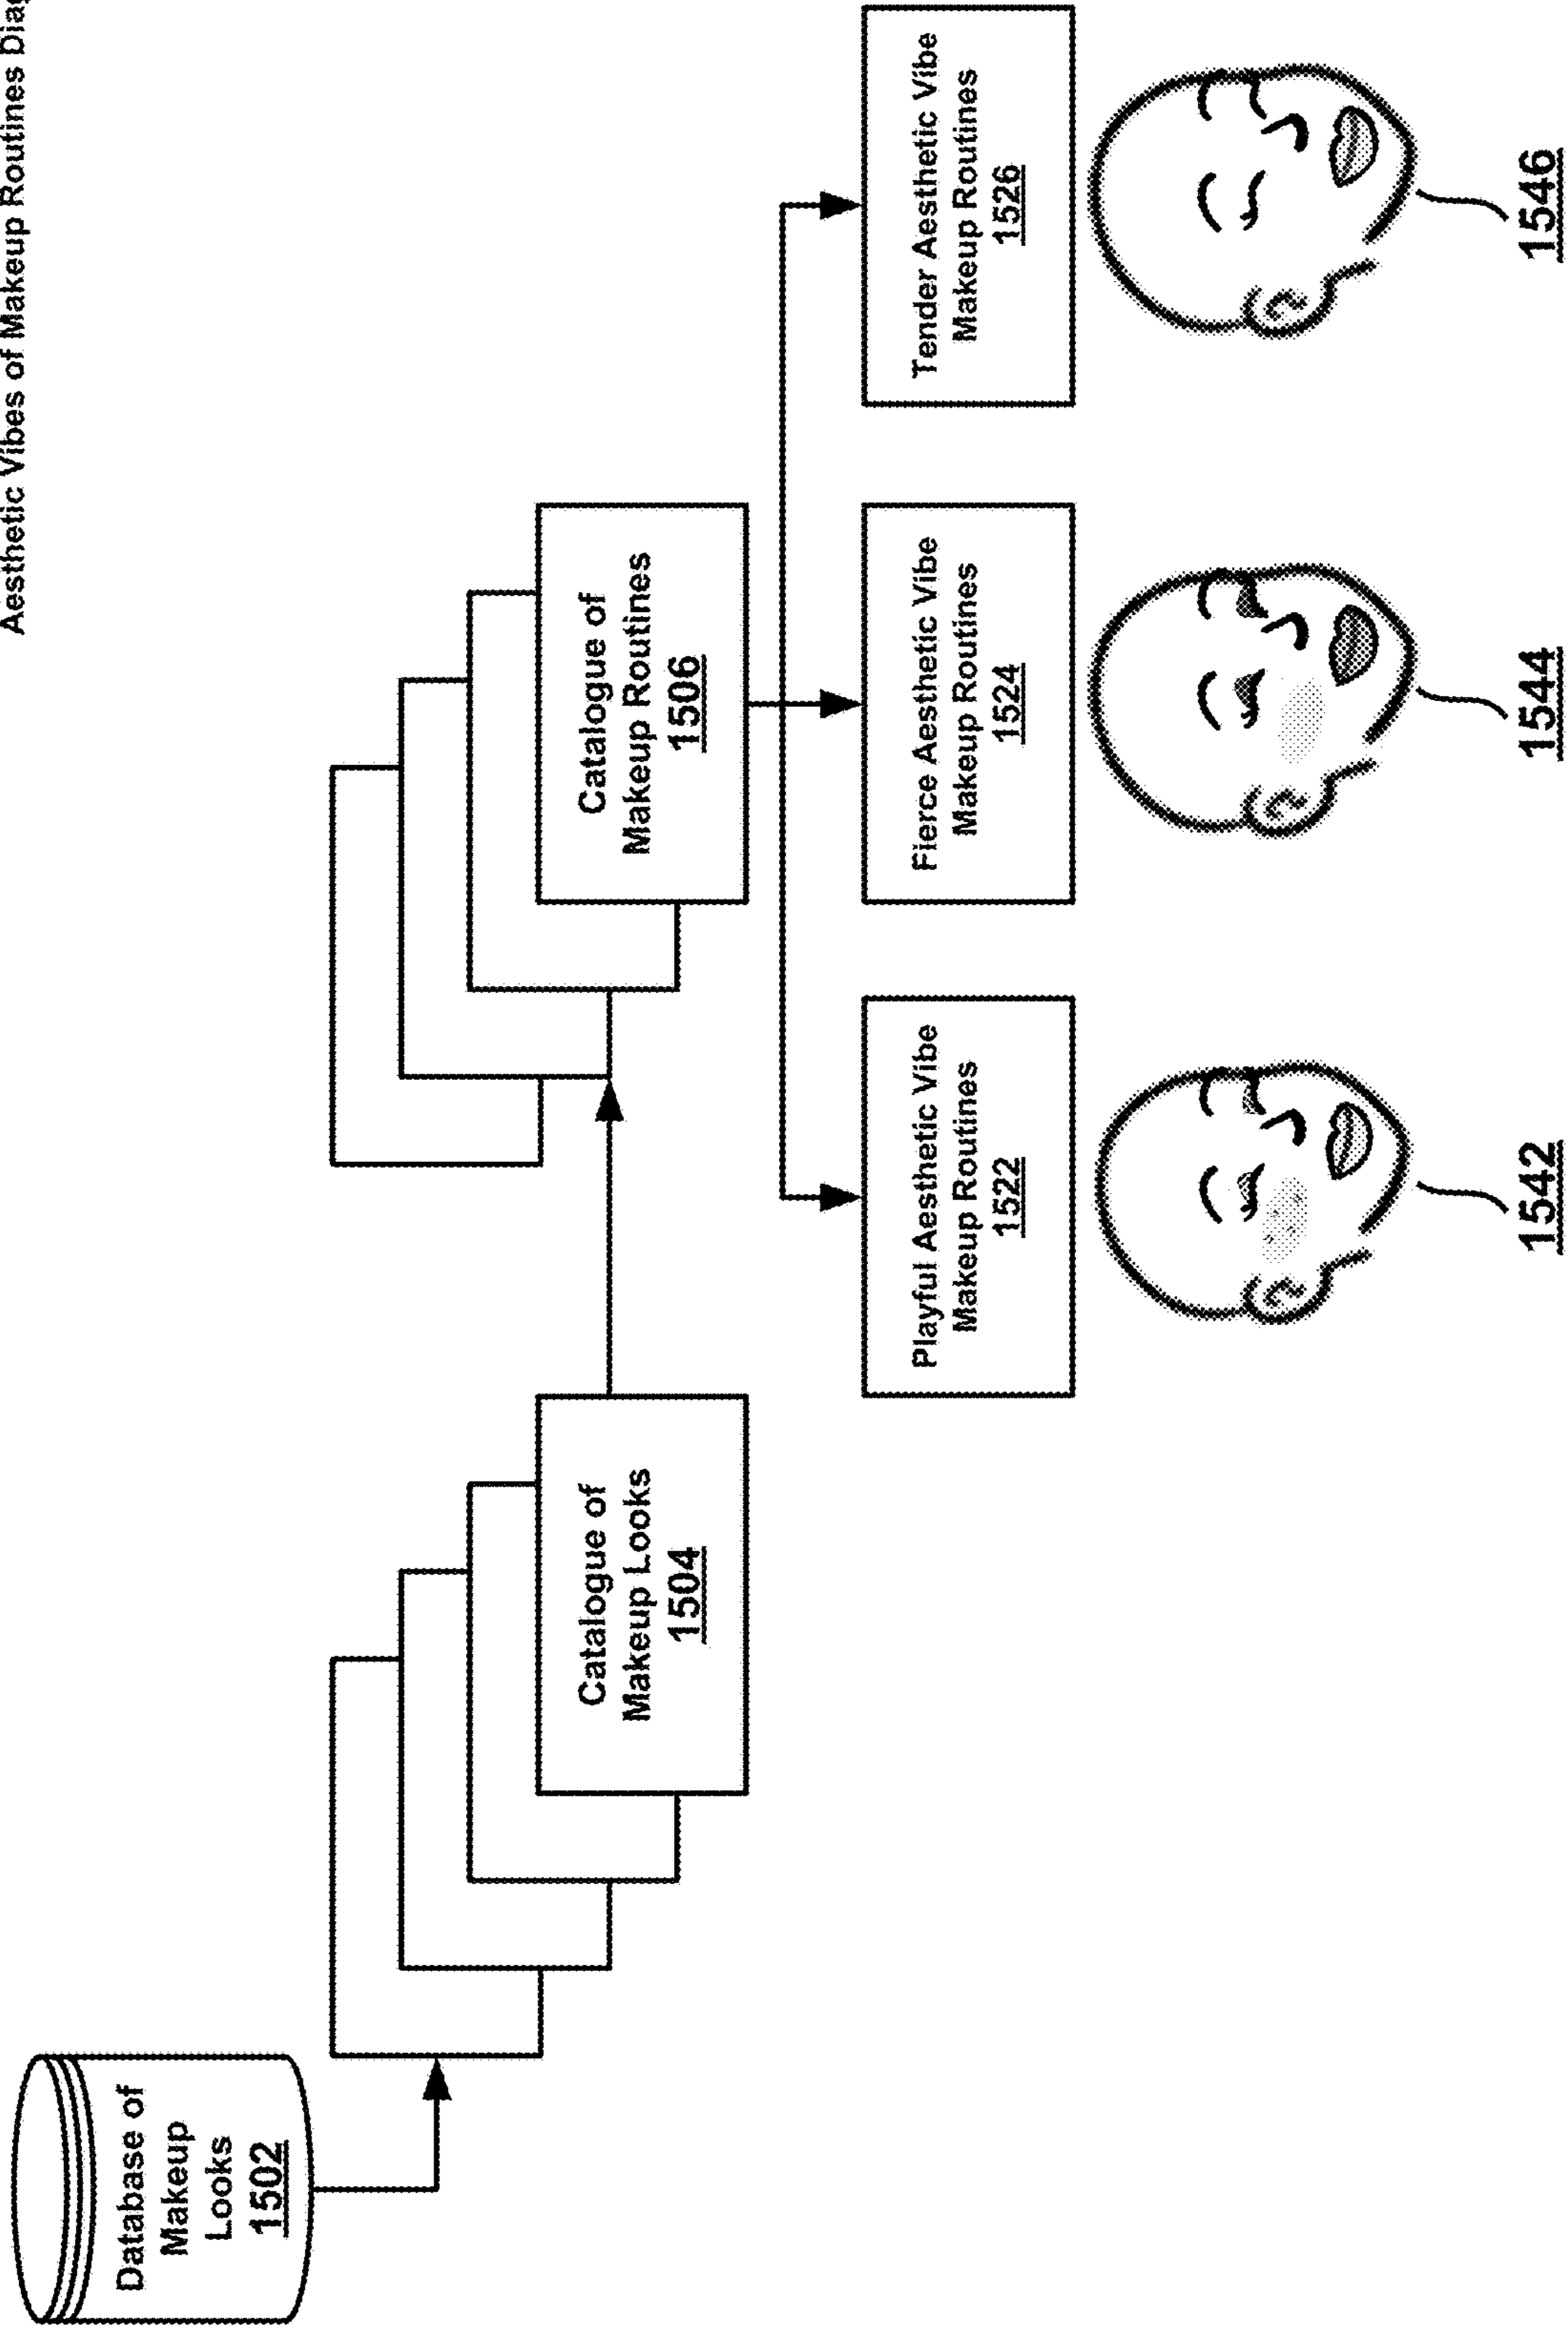 Aesthetic Vibes of Makeup Routines
Database of
Makeup
Looks
1502
Catalogue of
Makeup Looks
1504
Catalogue of
Makeup Routines
1506
Playful Aesthetic Vibe
Makeup Routines
1522
Fierce Aesthetic Vibe
Makeup Routines
1524
Tender Aesthetic Vibe
Makeup Routines
1526
1542
1544
1546